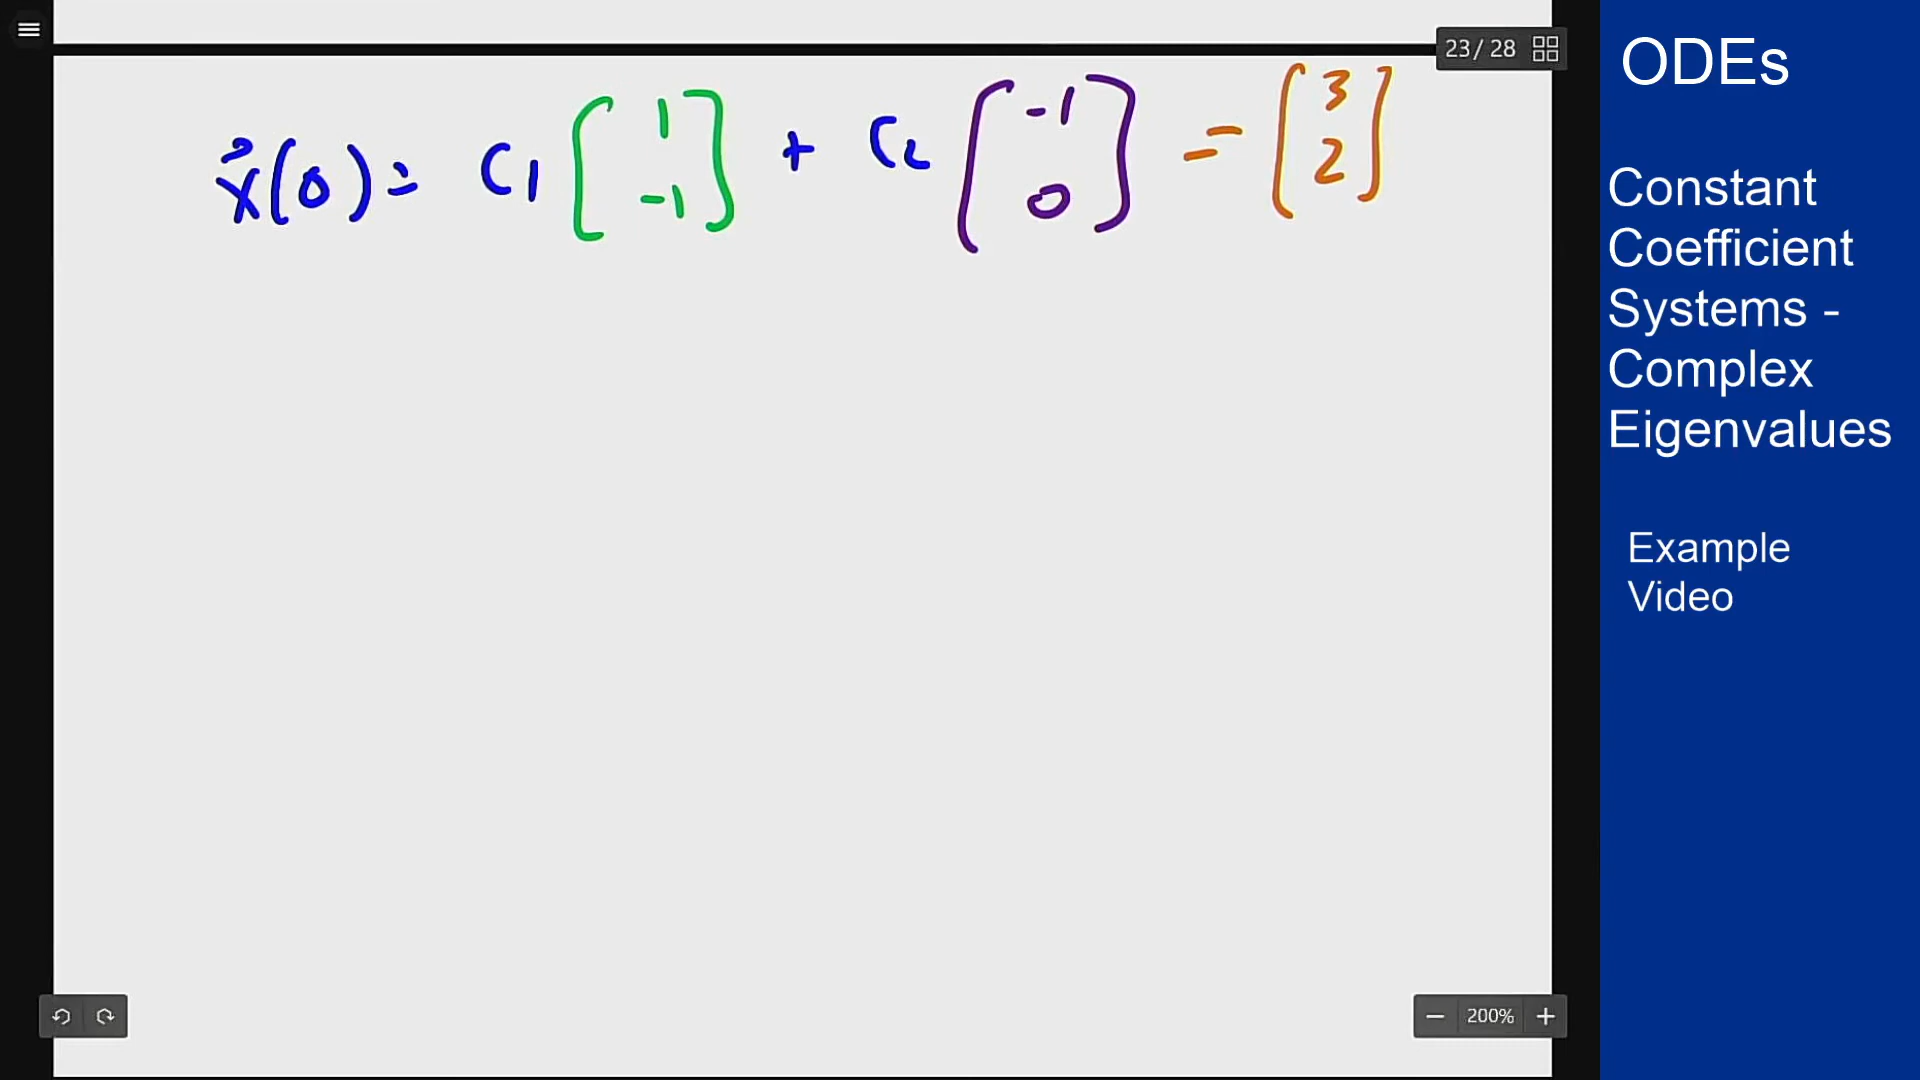 23 / 28
x⃗(0) = C₁ [1 -1] + C₂ [-1 0] = [3 2]
ODEs
Constant
Coefficient
Systems -
Complex
Eigenvalues
Example
Video
200%